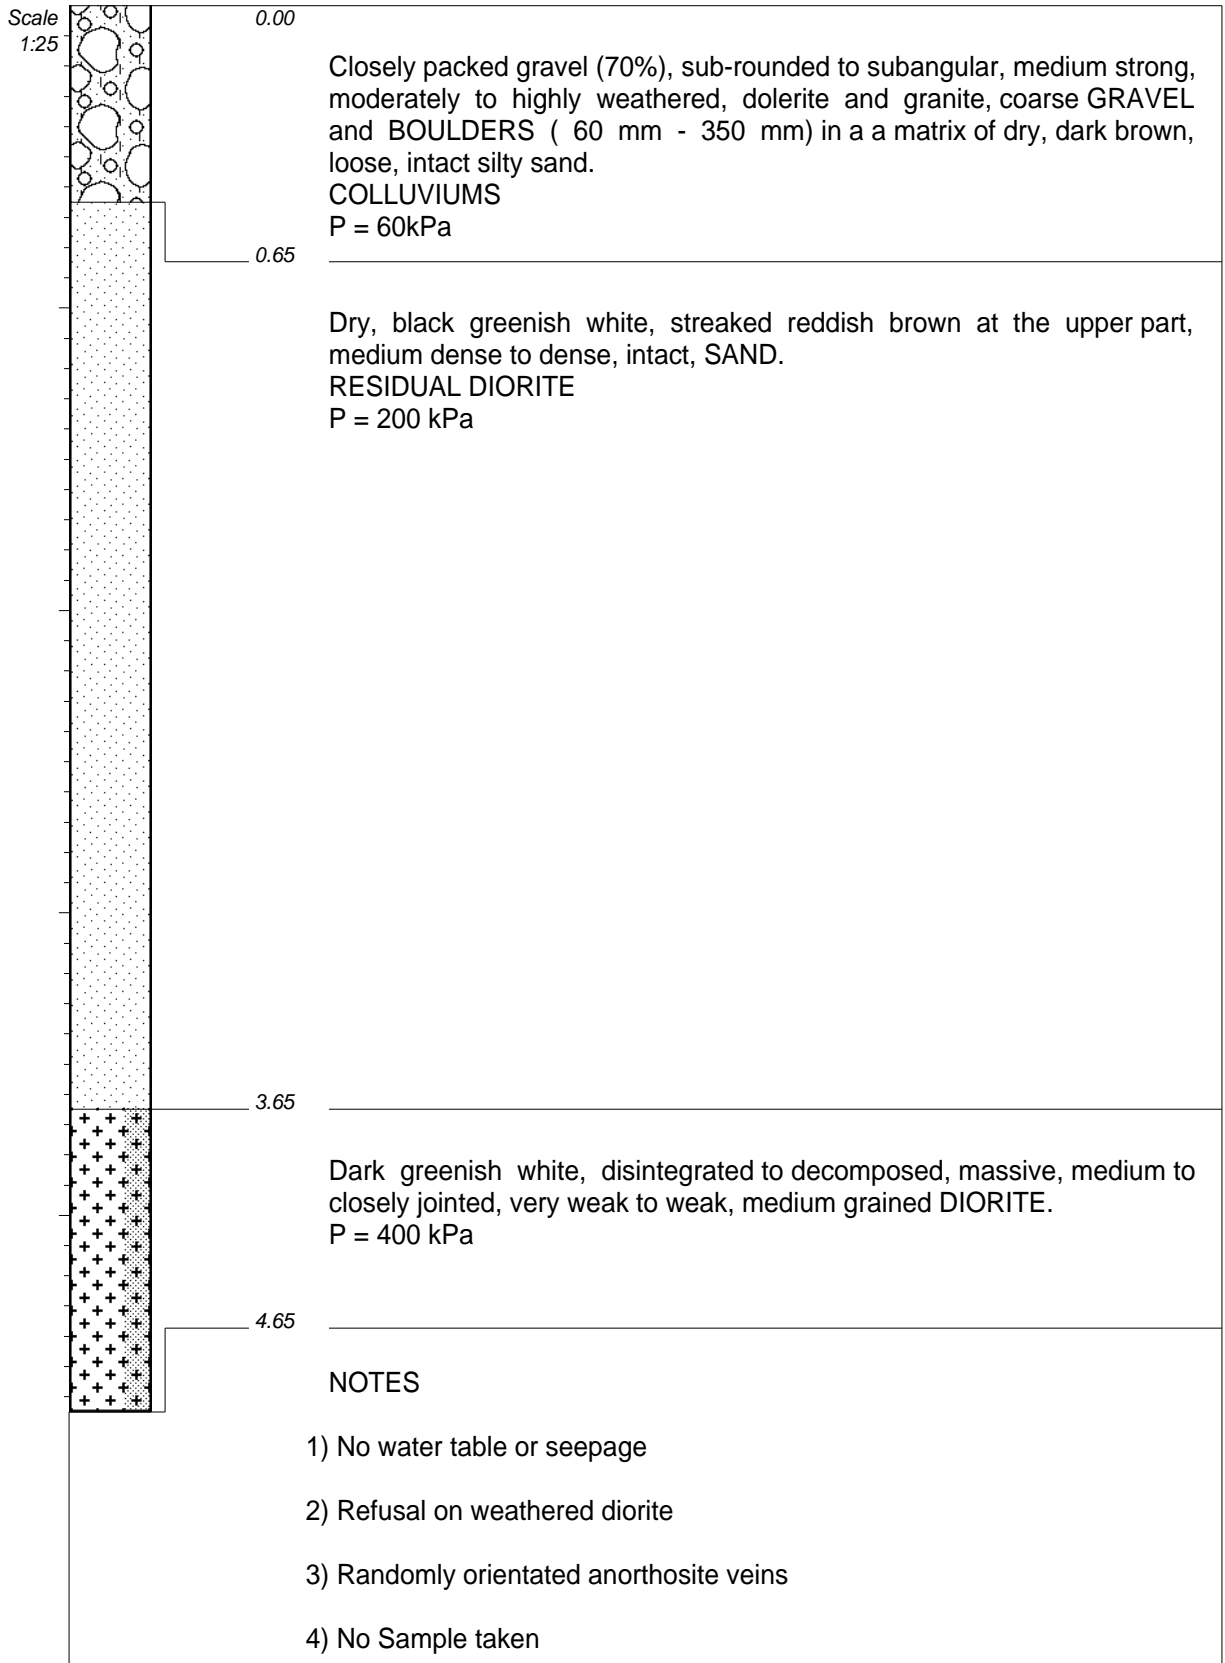 Scale
1:25
0.00
Closely packed gravel (70%), sub-rounded to subangular, medium strong,
moderately to highly weathered, dolerite and granite, coarse GRAVEL
and BOULDERS ( 60 mm - 350 mm) in a a matrix of dry, dark brown,
loose, intact silty sand.
COLLUVIUMS
P = 60kPa
0.65
Dry, black greenish white, streaked reddish brown at the upper part,
medium dense to dense, intact, SAND.
RESIDUAL DIORITE
P = 200 kPa
3.65
Dark greenish white, disintegrated to decomposed, massive, medium to
closely jointed, very weak to weak, medium grained DIORITE.
P = 400 kPa
4.65
NOTES
1) No water table or seepage
2) Refusal on weathered diorite
3) Randomly orientated anorthosite veins
4) No Sample taken